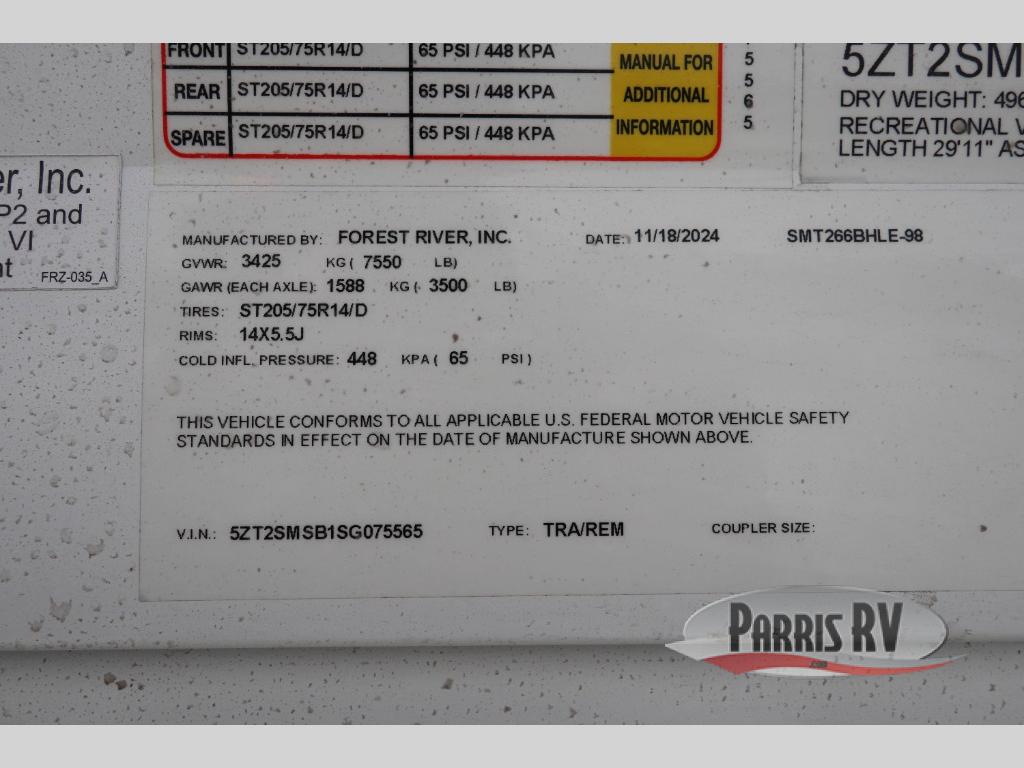 FRONT ST205/75R14/D 65 PSI / 448 KPA
REAR ST205/75R14/D 65 PSI / 448 KPA
SPARE ST205/75R14/D 65 PSI / 448 KPA
MANUAL FOR
ADDITIONAL
INFORMATION
5
5
6
5
5ZT2SM
DRY WEIGHT: 496
RECREATIONAL V
LENGTH 29'11" AS
er, Inc.
P2 and
VI
nt
FRZ-035_A
MANUFACTURED BY: FOREST RIVER, INC. DATE: 11/18/2024 SMT266BHLE-98
GVWR: 3425 KG ( 7550 LB)
GAWR (EACH AXLE): 1588 KG ( 3500 LB)
TIRES: ST205/75R14/D
RIMS: 14X5.5J
COLD INFL. PRESSURE: 448 KPA ( 65 PSI )
THIS VEHICLE CONFORMS TO ALL APPLICABLE U.S. FEDERAL MOTOR VEHICLE SAFETY
STANDARDS IN EFFECT ON THE DATE OF MANUFACTURE SHOWN ABOVE.
V.I.N.: 5ZT2SMSB1SG075565 TYPE: TRA/REM COUPLER SIZE:
PARRIS RV
.com